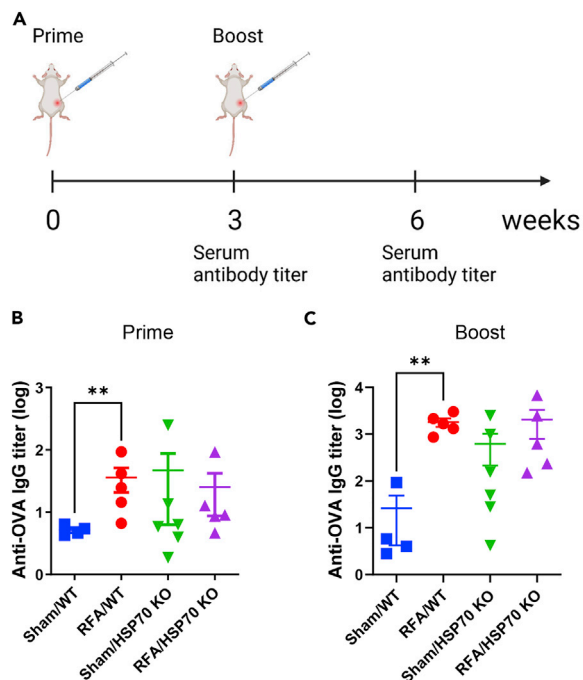 A
Prime
Boost
0
3
6
weeks
Serum
antibody titer
Serum
antibody titer
B
Prime
Anti-OVA IgG titer (log)
3
2
1
0
**
Sham/WT
RFA/WT
Sham/HSP70 KO
RFA/HSP70 KO
C
Boost
Anti-OVA IgG titer (log)
4
3
2
1
0
**
Sham/WT
RFA/WT
Sham/HSP70 KO
RFA/HSP70 KO